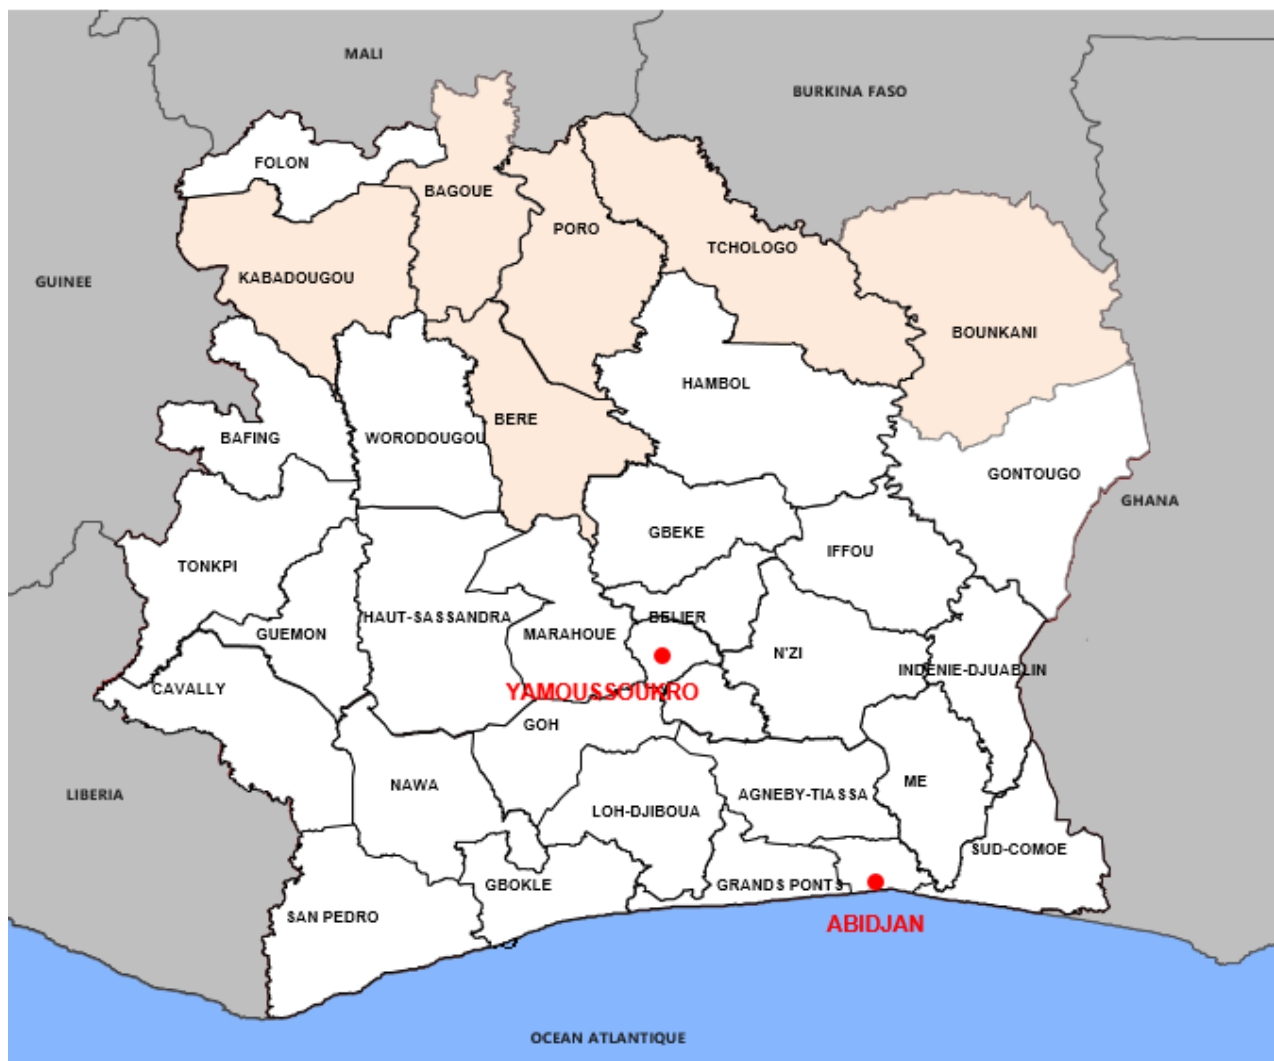 MALI
BURKINA FASO
FOLON
BAGOUE
PORO
TCHOLOGO
GUINEE
KABADOUGOU
BOUNKANI
HAMBOL
BERE
BAFING
WORODOUGOU
GONTOUGO
GHANA
GBEKE
IFFOU
TONKPI
HAUT-SASSANDRA
BELIER
GUEMON
MARAHOUE
N'ZI
INDENIE-DJUABLIN
CAVALLY
YAMOUSSOUKRO
GOH
NAWA
ME
LIBERIA
AGNEBY-TIASSA
LOH-DJIBOUA
SUD-COMOE
GBOKLE
GRANDS PONTS
SAN PEDRO
ABIDJAN
OCEAN ATLANTIQUE